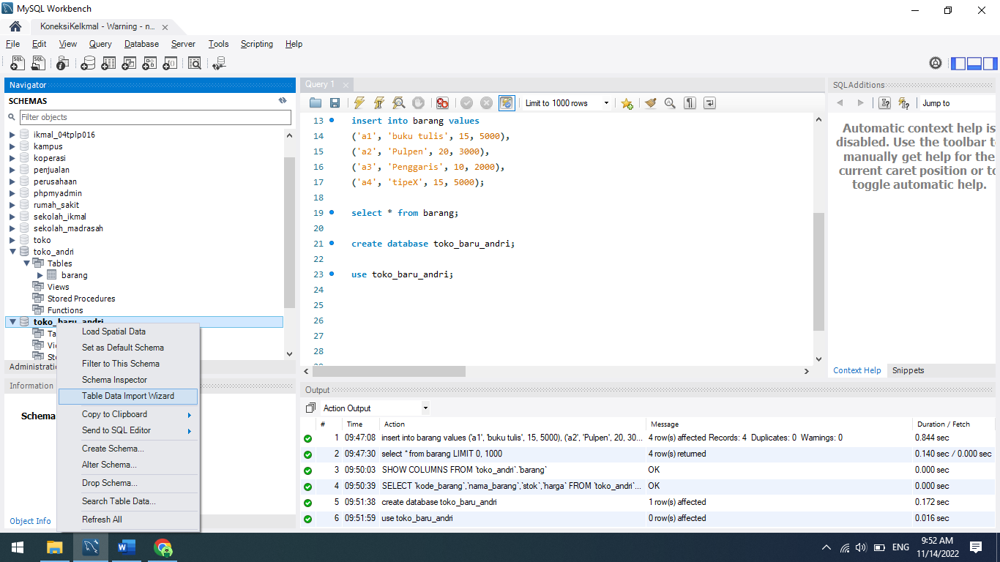 MySQL Workbench
KoneksiKeIkmal - Warning - n...
File Edit View Query Database Server Tools Scripting Help
Navigator
SCHEMAS
Filter objects
ikmal_04tplp016
kampus
koperasi
penjualan
perusahaan
phpmyadmin
rumah_sakit
sekolah_ikmal
sekolah_madrasah
toko
toko_andri
Tables
barang
Views
Stored Procedures
Functions
toko_baru_andri
Load Spatial Data
Set as Default Schema
Filter to This Schema
Schema Inspector
Table Data Import Wizard
Copy to Clipboard
Send to SQL Editor
Create Schema...
Alter Schema...
Drop Schema...
Search Table Data...
Refresh All
Information
Schema
Object Info
Query 1
Limit to 1000 rows
13 insert into barang values
14 ('a1', 'buku tulis', 15, 5000),
15 ('a2', 'Pulpen', 20, 3000),
16 ('a3', 'Penggaris', 10, 2000),
17 ('a4', 'tipeX', 15, 5000);
18
19 select * from barang;
20
21 create database toko_baru_andri;
22
23 use toko_baru_andri;
24
25
26
27
28
SQLAdditions
Jump to
Automatic context help is
disabled. Use the toolbar t
manually get help for the
current caret position or to
toggle automatic help.
Context Help Snippets
Output
Action Output
# Time Action Message Duration / Fetch
1 09:47:08 insert into barang values ('a1', 'buku tulis', 15, 5000), ('a2', 'Pulpen', 20, 30... 4 row(s) affected Records: 4 Duplicates: 0 Warnings: 0 0.844 sec
2 09:47:30 select * from barang LIMIT 0, 1000 4 row(s) returned 0.140 sec / 0.000 sec
3 09:50:03 SHOW COLUMNS FROM `toko_andri`.`barang` OK 0.000 sec
4 09:50:39 SELECT `kode_barang`,`nama_barang`,`stok`,`harga` FROM `toko_andri`... OK 0.000 sec
5 09:51:38 create database toko_baru_andri 1 row(s) affected 0.172 sec
6 09:51:59 use toko_baru_andri 0 row(s) affected 0.016 sec
ENG
9:52 AM
11/14/2022